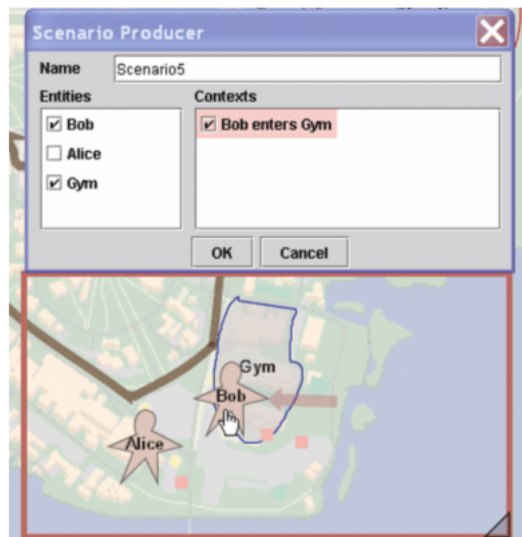 Scenario Producer
Name Scenario5
Entities Contexts
Bob Bob enters Gym
Alice
Gym
OK Cancel
Gym
Bob
Alice